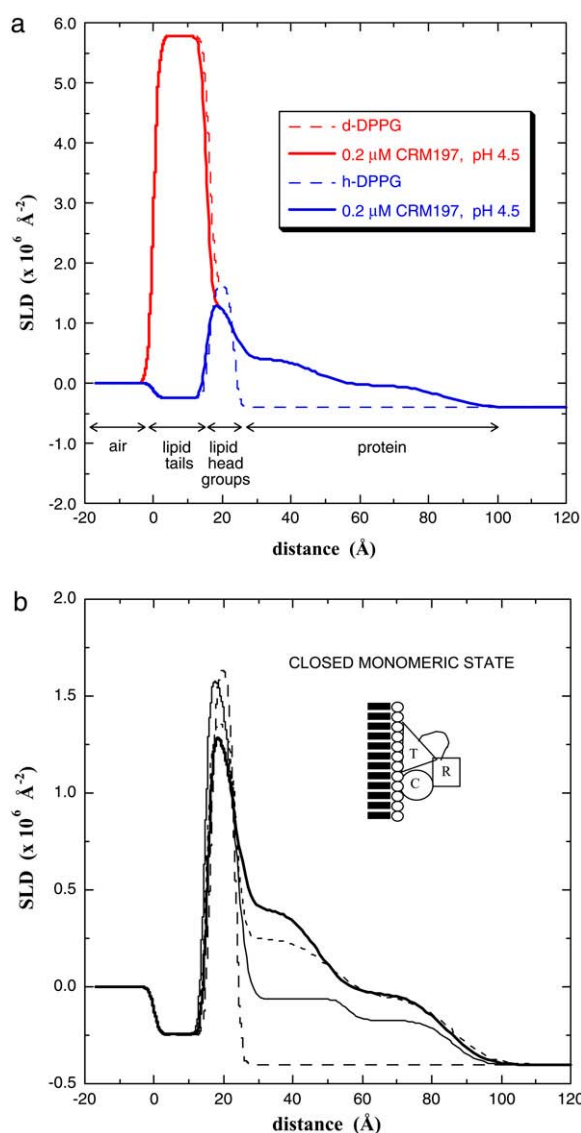 a
6.0
5.0
4.0
3.0
2.0
1.0
0.0
-1.0
-2.0
SLD (x 10⁶ Å⁻²)
d-DPPG
0.2 μM CRM197, pH 4.5
h-DPPG
0.2 μM CRM197, pH 4.5
air
lipid
tails
lipid
head
groups
protein
-20 0 20 40 60 80 100 120
distance (Å)
b
2.0
1.5
1.0
0.5
0.0
-0.5
SLD (x 10⁶ Å⁻²)
CLOSED MONOMERIC STATE
T
R
C
-20 0 20 40 60 80 100 120
distance (Å)